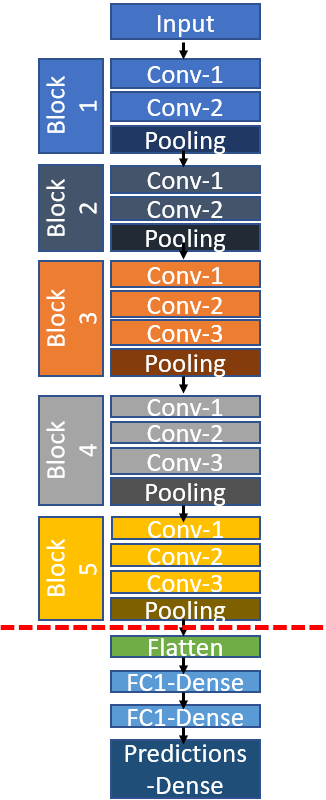 Input
Block 1
Conv-1
Conv-2
Pooling
Block 2
Conv-1
Conv-2
Pooling
Block 3
Conv-1
Conv-2
Conv-3
Pooling
Block 4
Conv-1
Conv-2
Conv-3
Pooling
Block 5
Conv-1
Conv-2
Conv-3
Pooling
Flatten
FC1-Dense
FC1-Dense
Predictions
-Dense